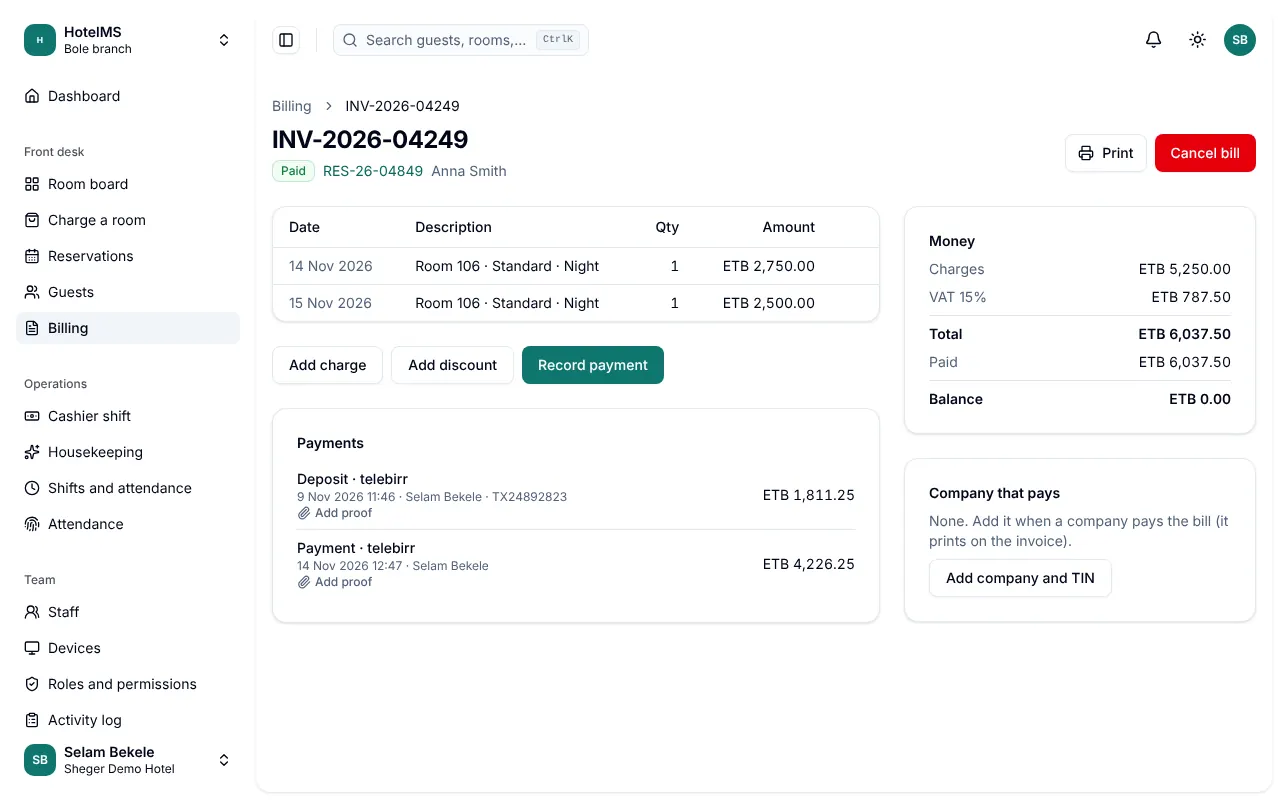 H
HotelMS
Bole branch
Dashboard
Front desk
Room board
Charge a room
Reservations
Guests
Billing
Operations
Cashier shift
Housekeeping
Shifts and attendance
Attendance
Team
Staff
Devices
Roles and permissions
Activity log
SB
Selam Bekele
Sheger Demo Hotel
Search guests, rooms,... CtrlK
SB
Billing > INV-2026-04249
INV-2026-04249
Paid RES-26-04849 Anna Smith
Print
Cancel bill
Date Description Qty Amount
14 Nov 2026 Room 106 · Standard · Night 1 ETB 2,750.00
15 Nov 2026 Room 106 · Standard · Night 1 ETB 2,500.00
Add charge
Add discount
Record payment
Payments
Deposit · telebirr
9 Nov 2026 11:46 · Selam Bekele · TX24892823
ETB 1,811.25
Add proof
Payment · telebirr
14 Nov 2026 12:47 · Selam Bekele
ETB 4,226.25
Add proof
Money
Charges ETB 5,250.00
VAT 15% ETB 787.50
Total ETB 6,037.50
Paid ETB 6,037.50
Balance ETB 0.00
Company that pays
None. Add it when a company pays the bill (it
prints on the invoice).
Add company and TIN